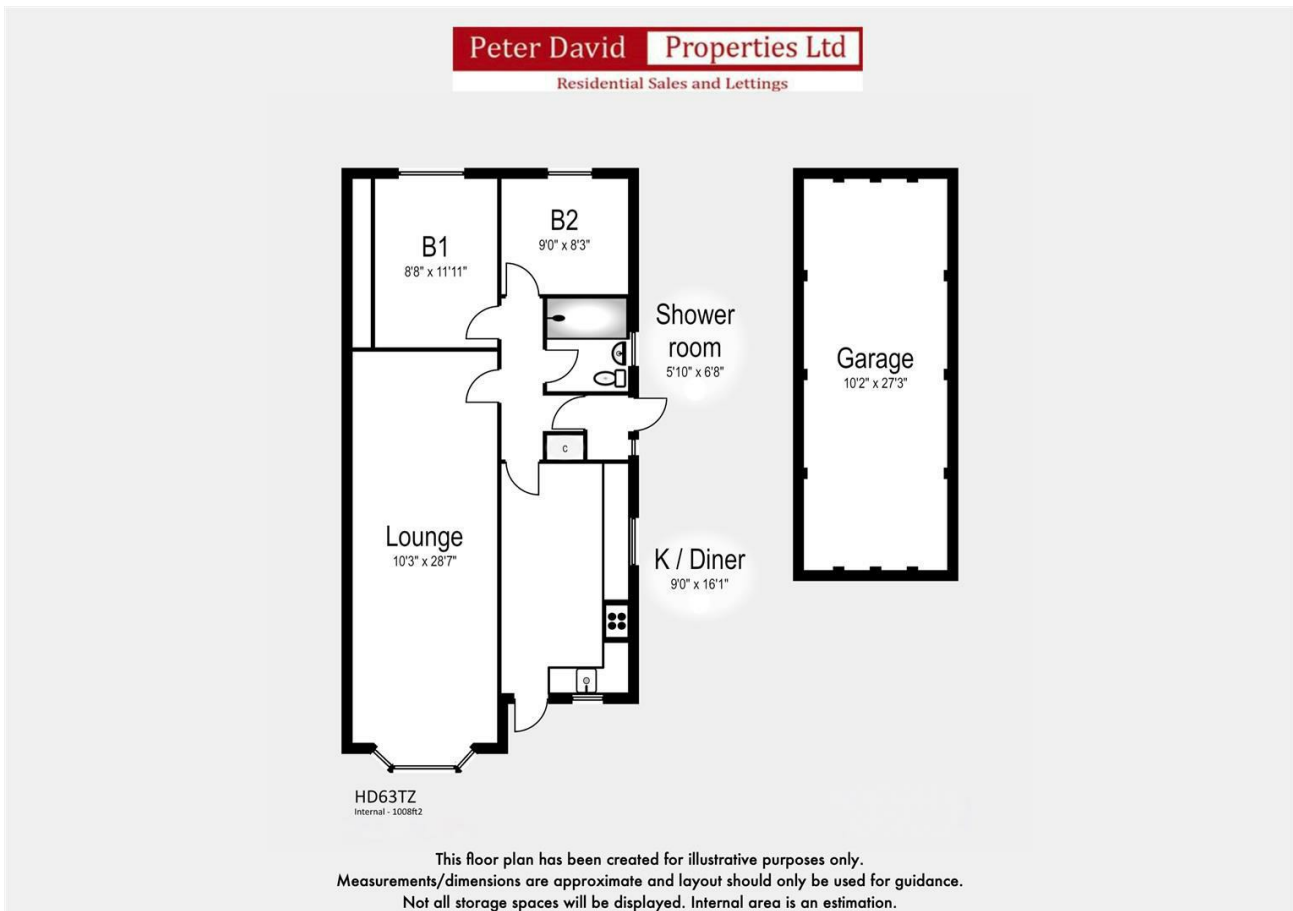 Peter David Properties Ltd
Residential Sales and Lettings
B1
8'8" x 11'11"
B2
9'0" x 8'3"
Shower
room
5'10" x 6'8"
Garage
10'2" x 27'3"
C
Lounge
10'3" x 28'7"
K / Diner
9'0" x 16'1"
HD63TZ
Internal - 1008ft2
This floor plan has been created for illustrative purposes only.
Measurements/dimensions are approximate and layout should only be used for guidance.
Not all storage spaces will be displayed. Internal area is an estimation.